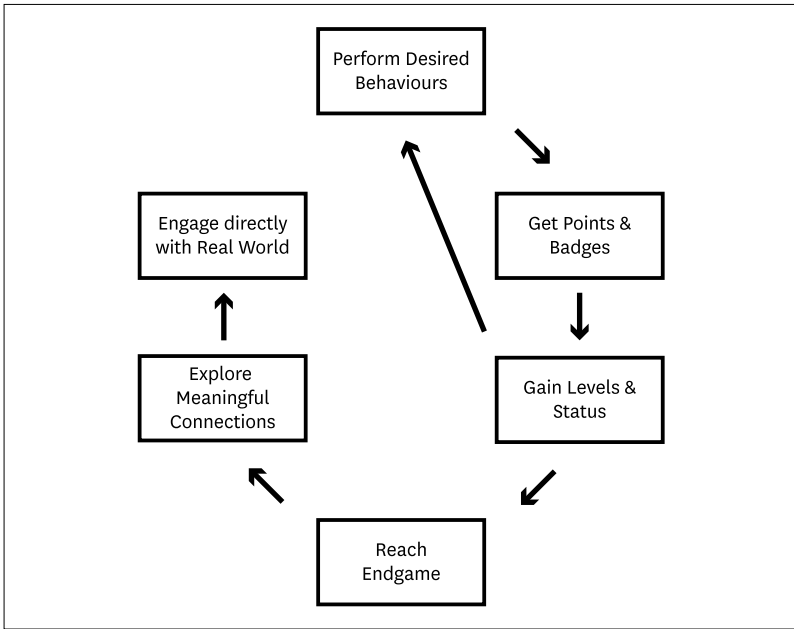 Perform Desired
Behaviours
Get Points &
Badges
Gain Levels &
Status
Reach
Endgame
Explore
Meaningful
Connections
Engage directly
with Real World